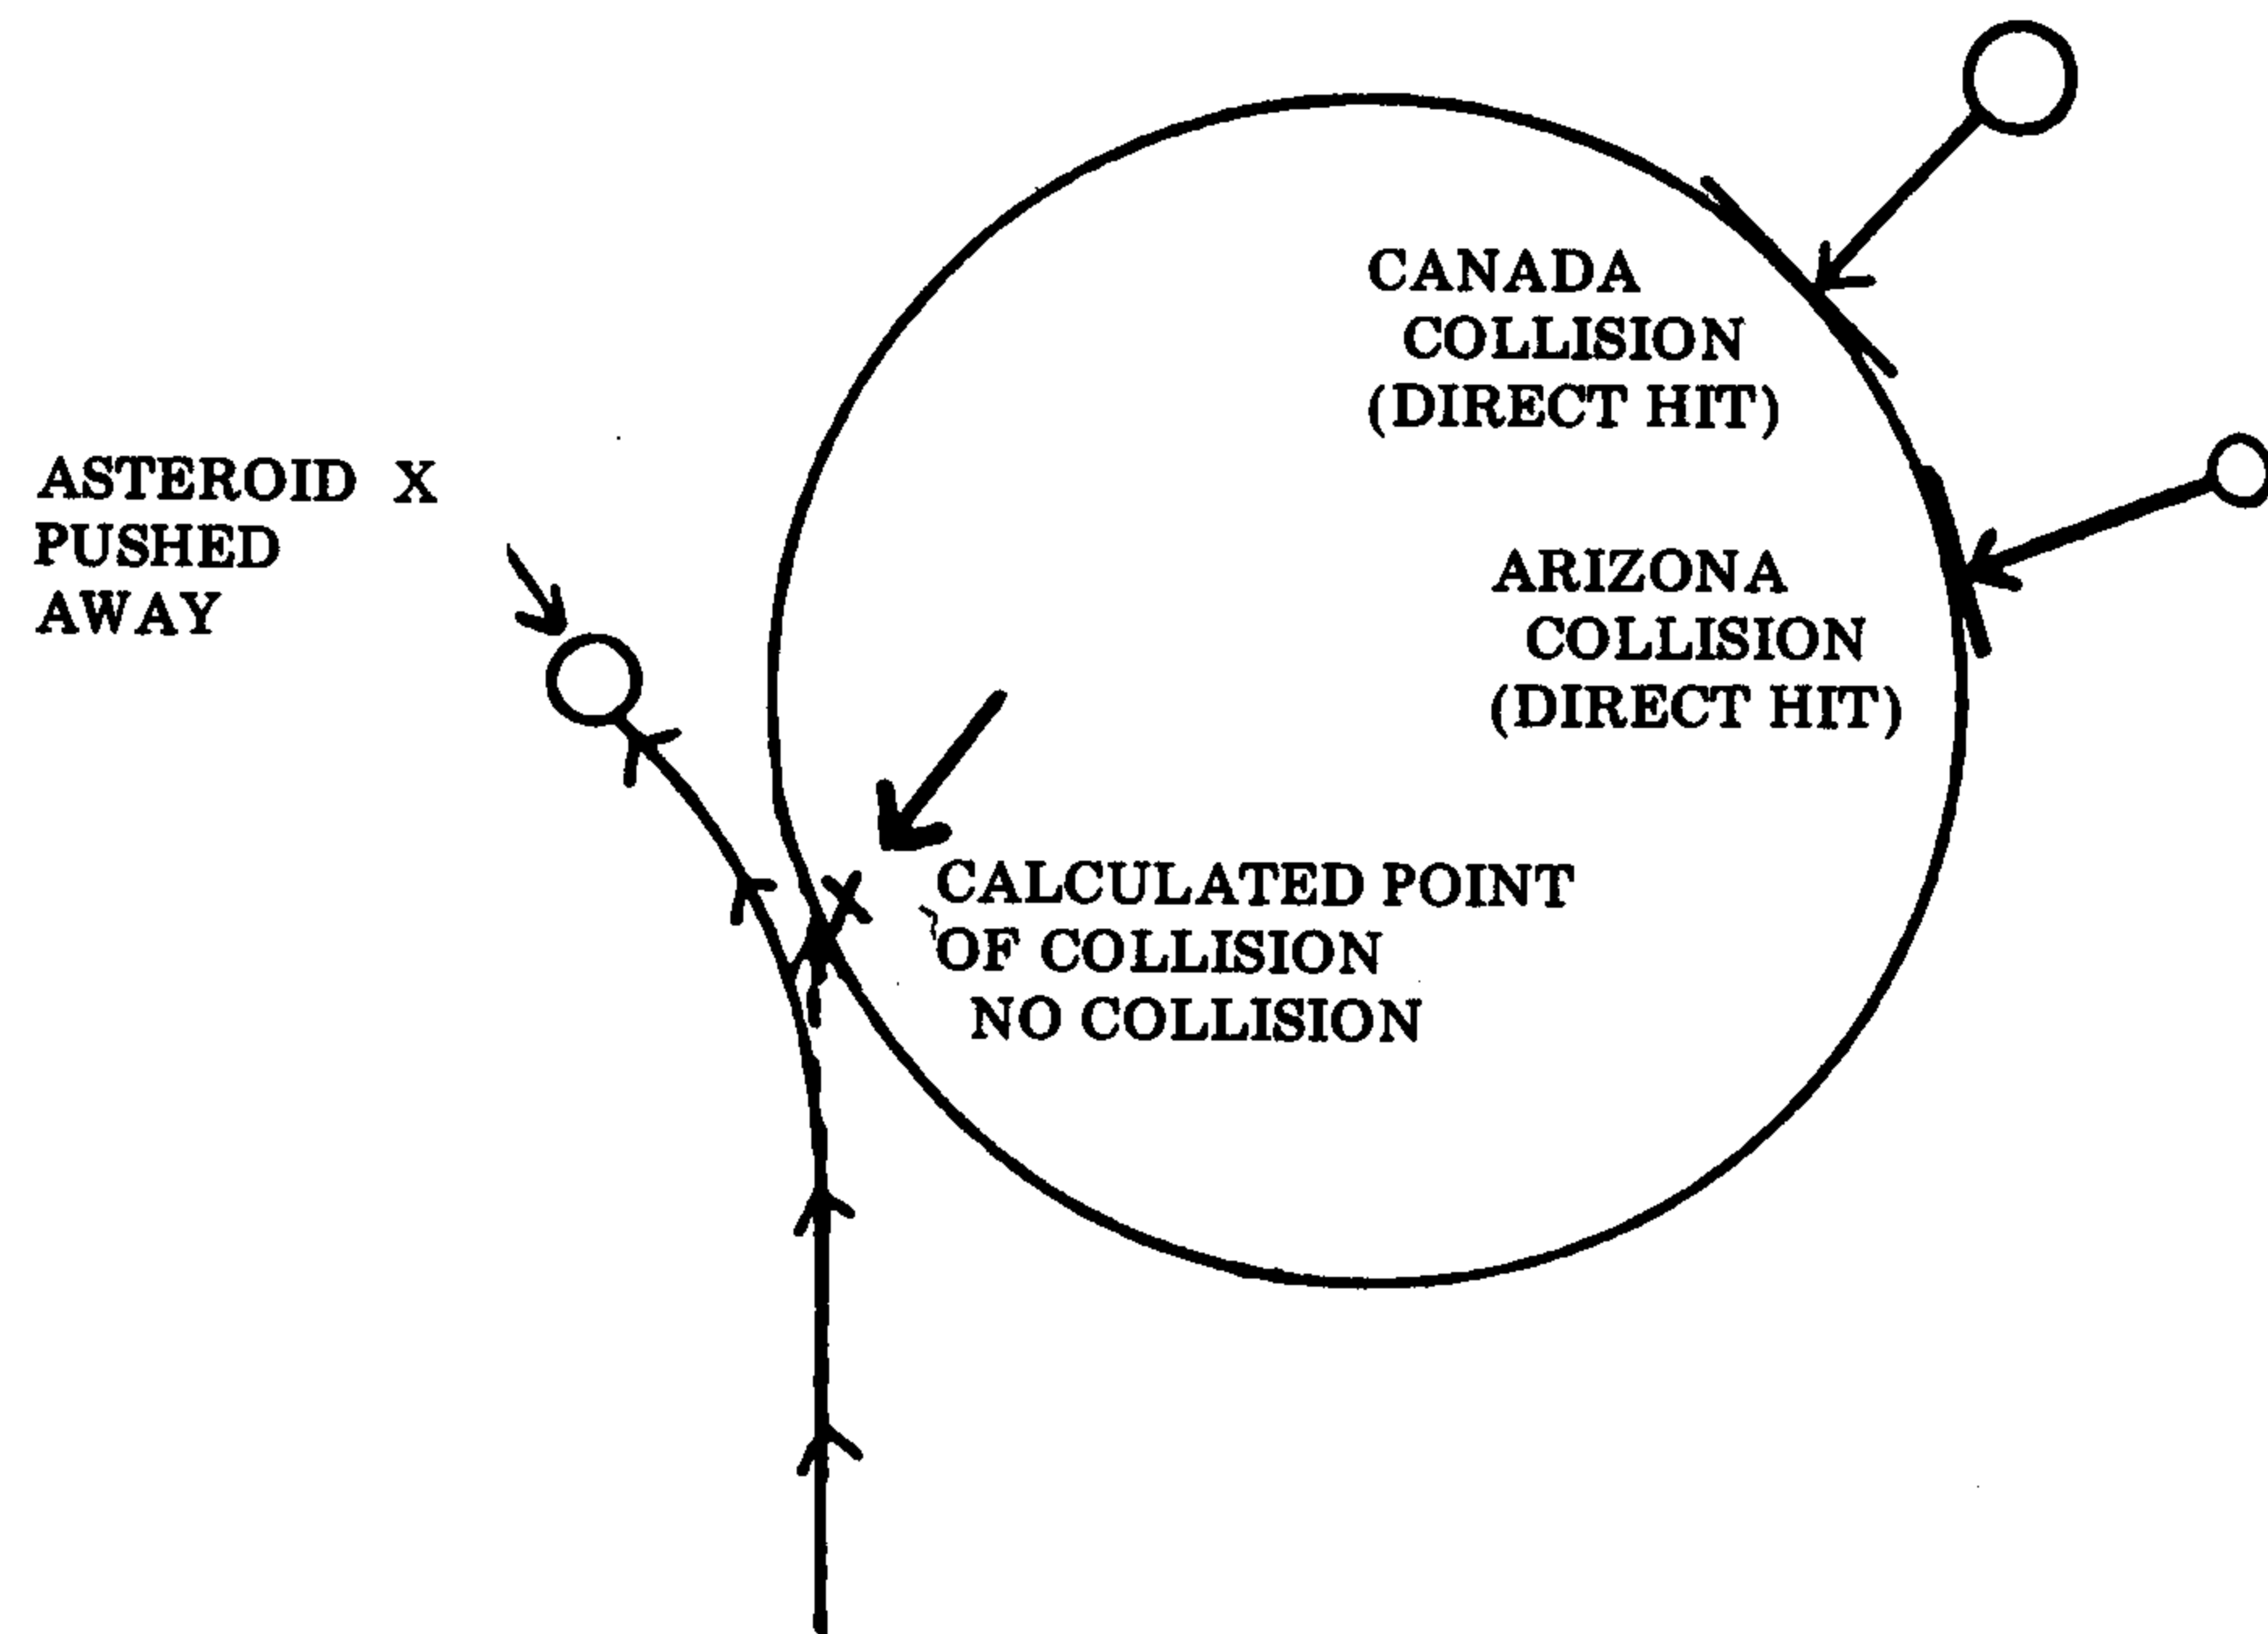 CANADA
COLLISION
(DIRECT HIT)
ASTEROID X
PUSHED
AWAY
ARIZONA
COLLISION
(DIRECT HIT)
X
CALCULATED POINT
OF COLLISION
NO COLLISION